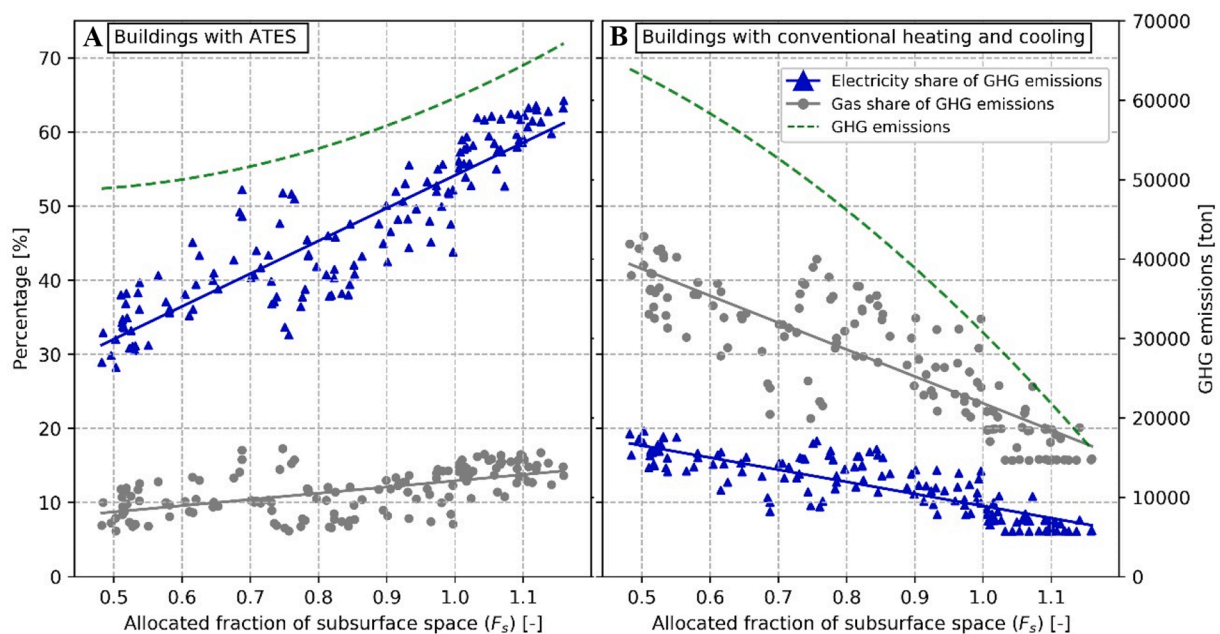 A Buildings with ATES
B Buildings with conventional heating and cooling
Electricity share of GHG emissions
Gas share of GHG emissions
GHG emissions
Percentage [%]
70
60
50
40
30
20
10
0
0.5 0.6 0.7 0.8 0.9 1.0 1.1
Allocated fraction of subsurface space (Fs) [-]
0.5 0.6 0.7 0.8 0.9 1.0 1.1
Allocated fraction of subsurface space (Fs) [-]
70000
60000
50000
40000
30000
20000
10000
0
GHG emissions [ton]